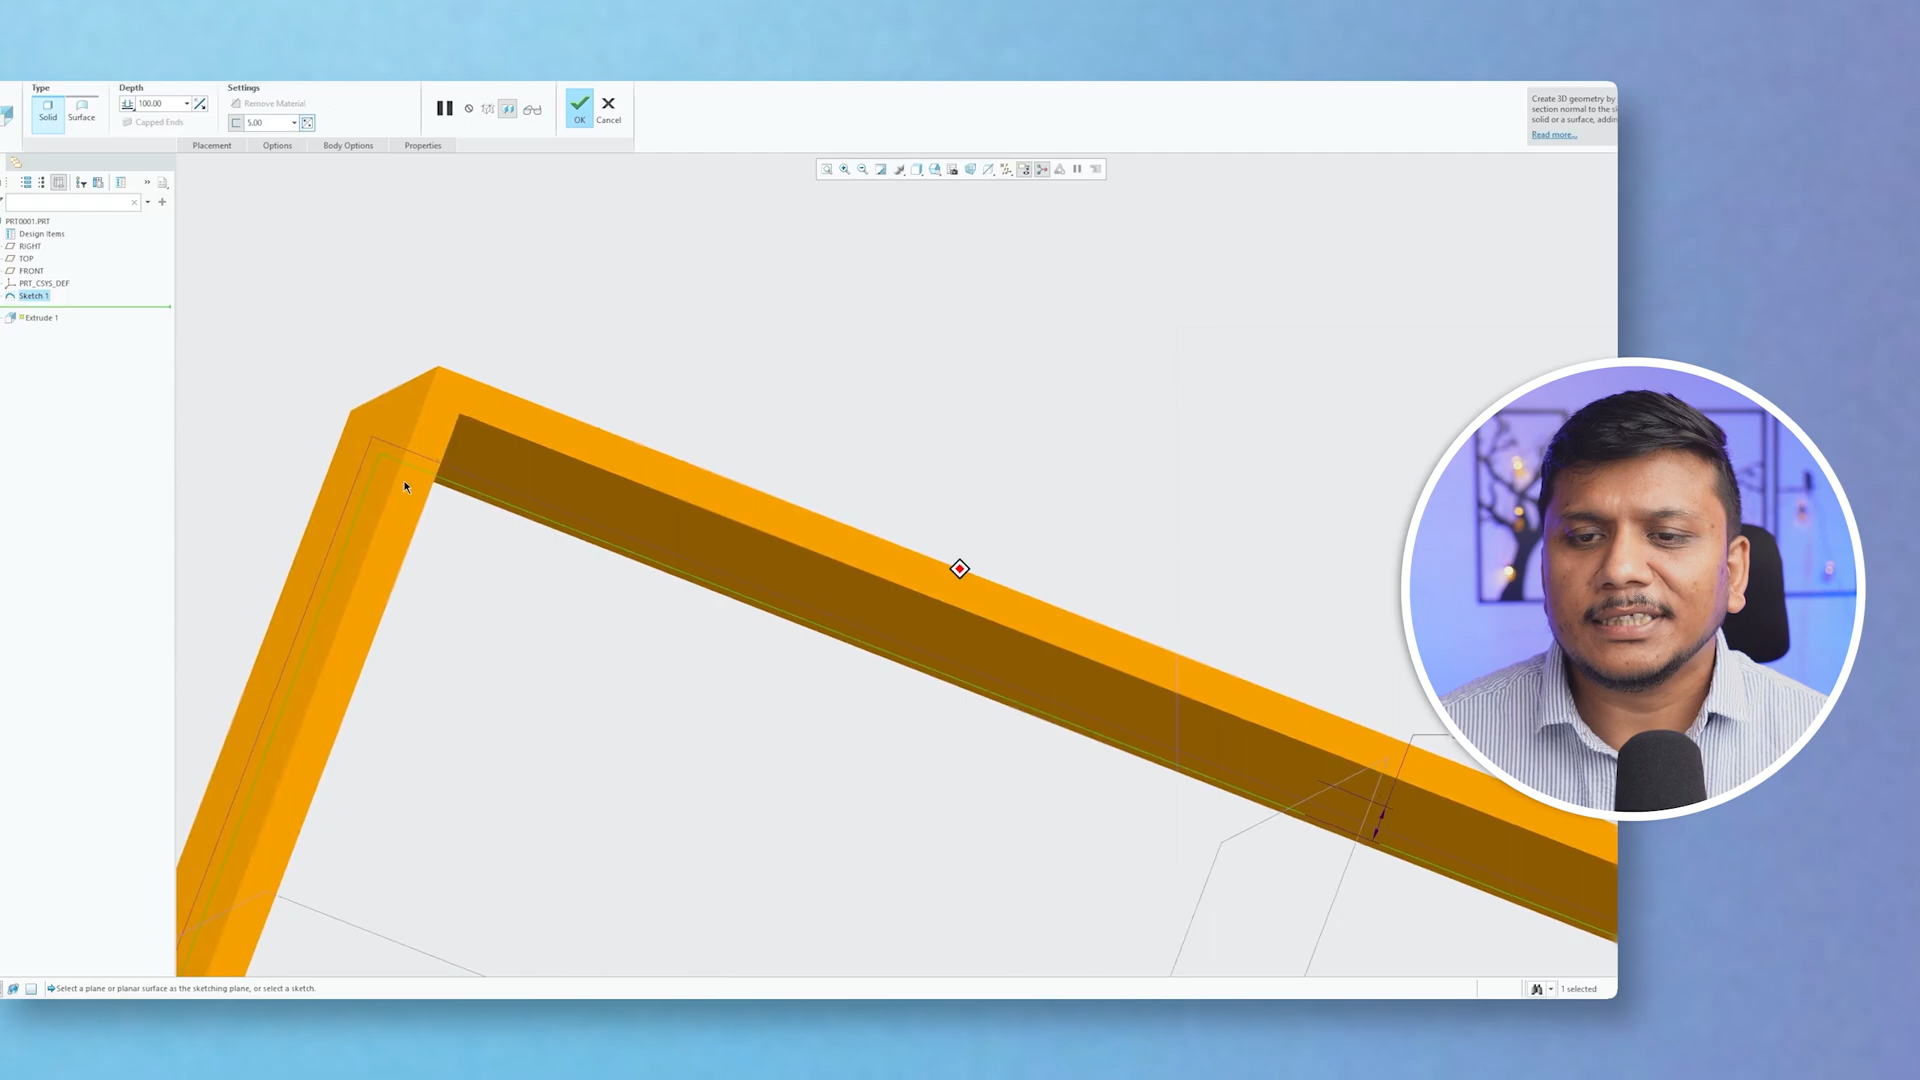 Type
Depth
Settings
100.00
Remove Material
Solid
Surface
Capped Ends
5.00
OK
Cancel
Placement
Options
Body Options
Properties
Create 3D geometry by
section normal to the
solid or a surface,
Read more...
PRT0001.PRT
Design Items
RIGHT
TOP
FRONT
PRT_CSYS_DEF
Sketch 1
Extrude 1
Select a plane or planar surface as the sketching plane, or select a sketch.
1 selected